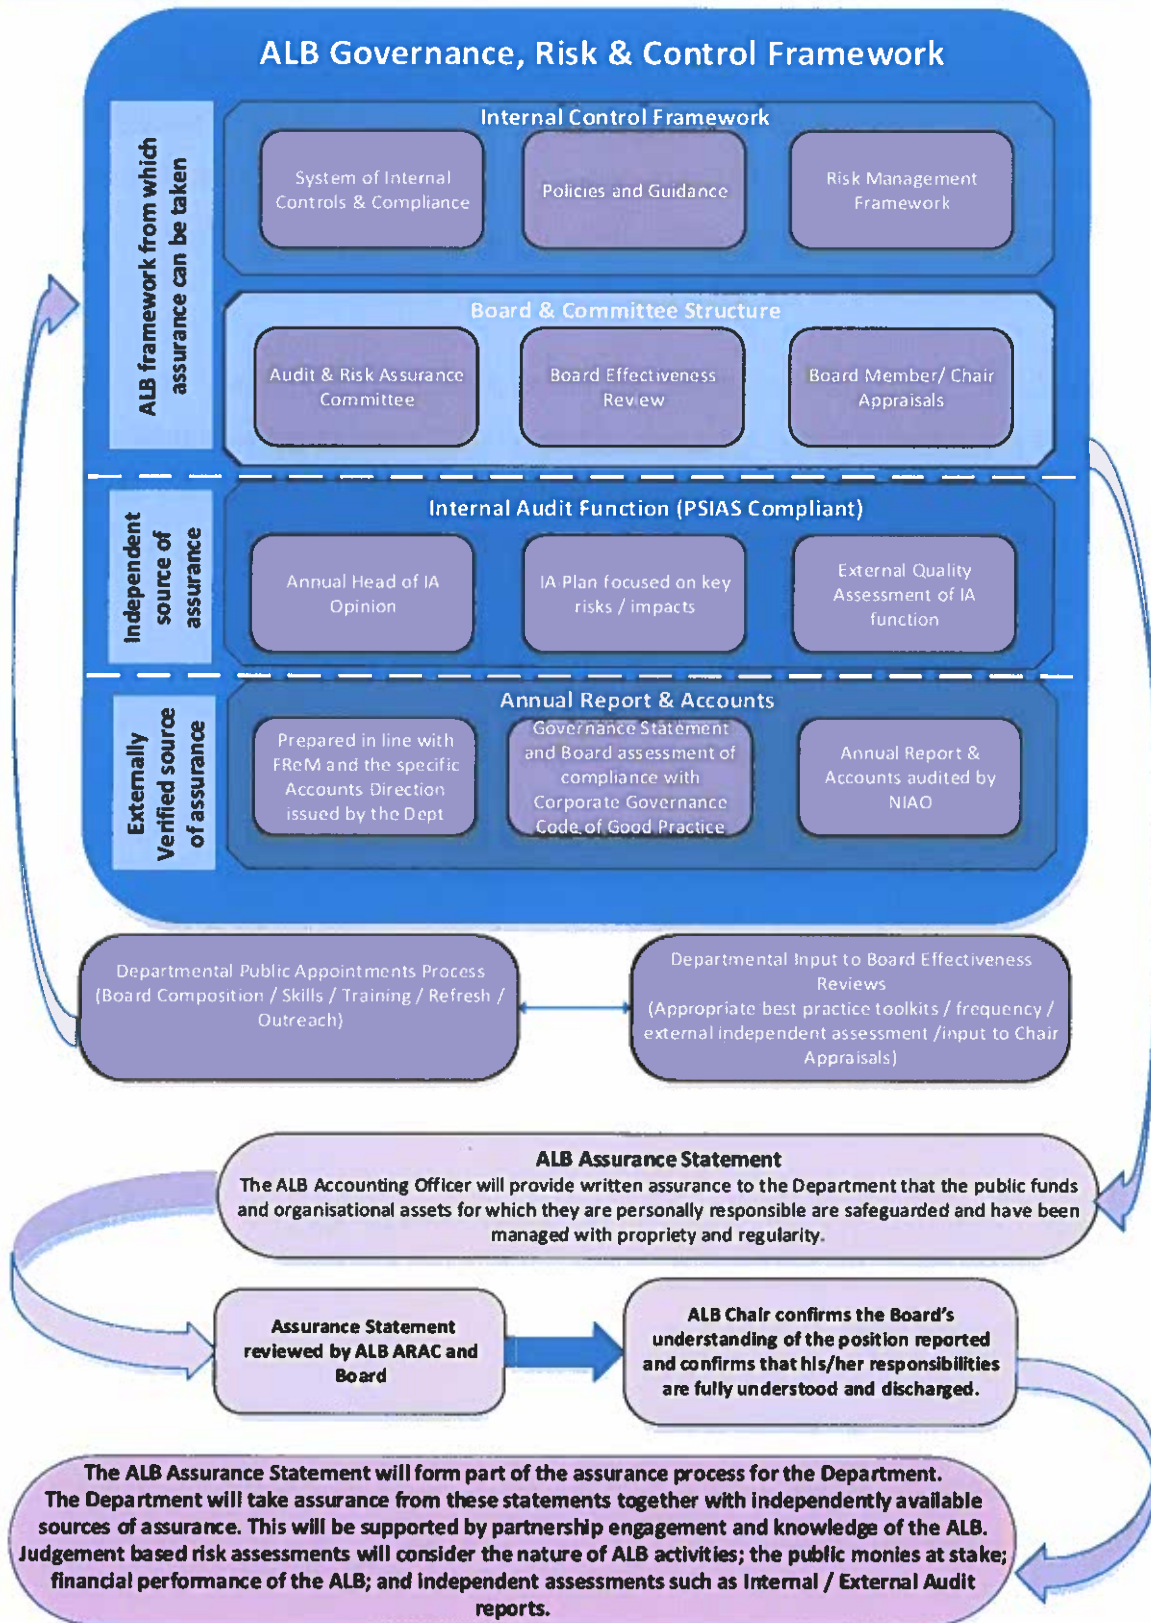 ALB Governance, Risk & Control Framework
ALB framework from which
assurance can be taken
Internal Control Framework
System of Internal
Controls & Compliance
Policies and Guidance
Risk Management
Framework
Board & Committee Structure
Audit & Risk Assurance
Committee
Board Effectiveness
Review
Board Member/ Chair
Appraisals
Independent
source of
assurance
Internal Audit Function (PSIAS Compliant)
Annual Head of IA
Opinion
IA Plan focused on key
risks / impacts
External Quality
Assessment of IA
function
Externally
Verified source
of assurance
Annual Report & Accounts
Prepared in line with
FReM and the specific
Accounts Direction
issued by the Dept
Governance Statement
and Board assessment of
compliance with
Corporate Governance
Code of Good Practice
Annual Report &
Accounts audited by
NIAO
Departmental Public Appointments Process
(Board Composition / Skills / Training / Refresh /
Outreach)
Departmental Input to Board Effectiveness
Reviews
(Appropriate best practice toolkits / frequency /
external independent assessment /input to Chair
Appraisals)
ALB Assurance Statement
The ALB Accounting Officer will provide written assurance to the Department that the public funds
and organisational assets for which they are personally responsible are safeguarded and have been
managed with propriety and regularity.
Assurance Statement
reviewed by ALB ARAC and
Board
ALB Chair confirms the Board's
understanding of the position reported
and confirms that his/her responsibilities
are fully understood and discharged.
The ALB Assurance Statement will form part of the assurance process for the Department.
The Department will take assurance from these statements together with independently available
sources of assurance. This will be supported by partnership engagement and knowledge of the ALB.
Judgement based risk assessments will consider the nature of ALB activities; the public monies at stake;
financial performance of the ALB; and independent assessments such as Internal / External Audit
reports.